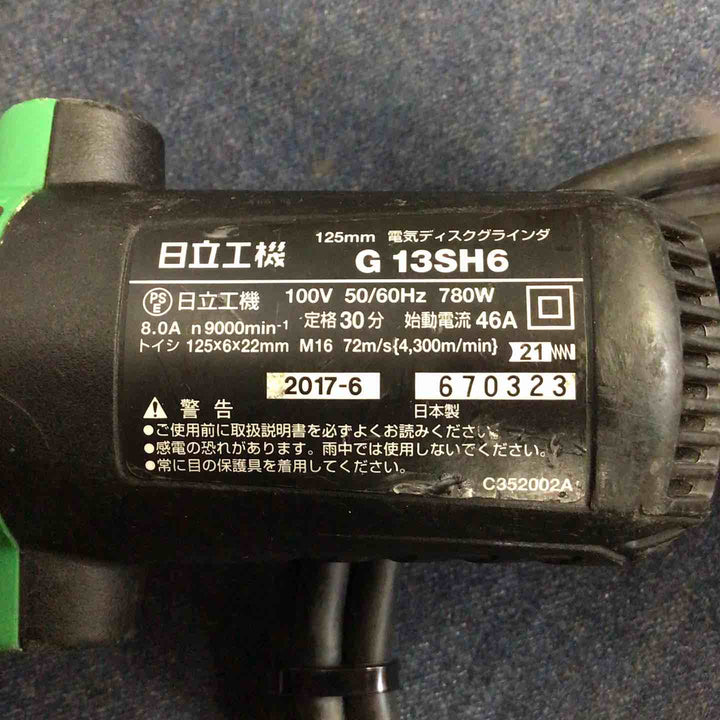 125mm 電気ディスクグラインダ
日立工機 G 13SH6
PSE 日立工機 100V 50/60Hz 780W
8.0A n9000min-1 定格30分 始動電流46A
トイシ 125×6×22mm M16 72m/s{4,300m/min} 21
2017-6 670323
警告 日本製
●ご使用前に取扱説明書を必ずよくお読みください。
●感電の恐れがあります。雨中では使用しないでください。
●常に目の保護具を着用してください。
C352002A